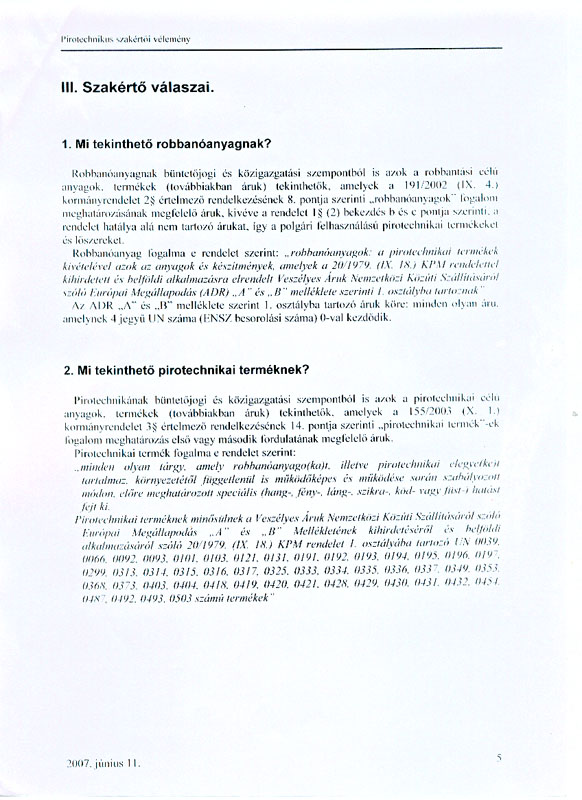 Pirotechnikus szakértői vélemény
III. Szakértő válaszai.
1. Mi tekinthető robbanóanyagnak?
Robbanóanyagnak büntetőjogi és közigazgatási szempontból is azok a robbantási célú
anyagok, termékek (továbbiakban áruk) tekinthetők, amelyek a 191/2002 (IX. 4.)
kormányrendelet 2§ értelmező rendelkezésének 8. pontja szerinti „robbanóanyagok" fogalom
meghatározásának megfelelő áruk, kivéve a rendelet 1§ (2) bekezdés b és c pontja szerinti, a
rendelet hatálya alá nem tartozó árukat, így a polgári felhasználású pirotechnikai termékeket
és lőszereket.
Robbanóanyag fogalma e rendelet szerint: „robbanóanyagok: a pirotechnikai termékek
kivételével azok az anyagok és készítmények, amelyek a 20/1979. (IX. 18.) KPM rendelettel
kihirdetett és belföldi alkalmazásra elrendelt Veszélyes Áruk Nemzetközi Közúti Szállításáról
szóló Európai Megállapodás (ADR) „A" és „B" melléklete szerinti 1. osztályba tartoznak"
Az ADR „A" és „B" melléklete szerint 1. osztályba tartozó áruk köre: minden olyan áru,
amelynek 4 jegyű UN száma (ENSZ besorolási száma) 0-val kezdődik.
2. Mi tekinthető pirotechnikai terméknek?
Pirotechnikának büntetőjogi és közigazgatási szempontból is azok a pirotechnikai célú
anyagok, termékek (továbbiakban áruk) tekinthetők, amelyek a 155/2003 (X. 1.)
kormányrendelet 3§ értelmező rendelkezésének 14. pontja szerinti „pirotechnikai termék"-ek
fogalom meghatározás első vagy második fordulatának megfelelő áruk.
Pirotechnikai termék fogalma e rendelet szerint:
„minden olyan tárgy, amely robbanóanyago(ka)t, illetve pirotechnikai elegyet(ke)t
tartalmaz, környezetétől függetlenül is működőképes és működése során szabályozott
módon, előre meghatározott speciális (hang-, fény-, láng-, szikra-, köd- vagy füst-) hatást
fejt ki.
Pirotechnikai terméknek minősülnek a Veszélyes Áruk Nemzetközi Közúti Szállításáról szóló
Európai Megállapodás „A" és „B" Mellékletének kihirdetéséről és belföldi
alkalmazásáról szóló 20/1979. (IX. 18.) KPM rendelet 1. osztályába tartozó UN 0039,
0066, 0092, 0093, 0101, 0103, 0121, 0131, 0191, 0192, 0193, 0194, 0195, 0196, 0197,
0299, 0313, 0314, 0315, 0316, 0317, 0325, 0333, 0334, 0335, 0336, 0337, 0349, 0353,
0368, 0373, 0403, 0404, 0418, 0419, 0420, 0421, 0428, 0429, 0430, 0431, 0432, 0454,
0487, 0492, 0493, 0503 számú termékek"
2007. június 11.
5